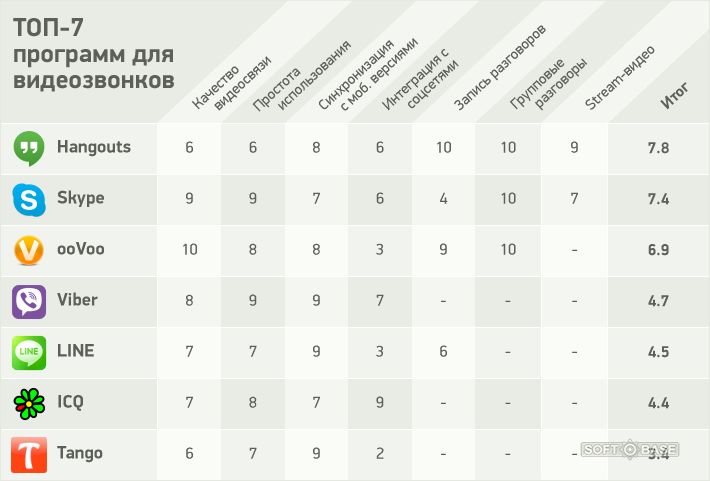 ТОП-7
программ для
видеозвонков
Качество
видеосвязи
Простота
использования
Синхронизация
с моб. версиями
Интеграция с
соцсетями
Запись разговоров
Групповые
разговоры
Stream-видео
Итог
Hangouts 6 6 8 6 10 10 9 7.8
Skype 9 9 7 6 4 10 7 7.4
ooVoo 10 8 8 3 9 10 - 6.9
Viber 8 9 9 7 - - - 4.7
LINE LINE 7 7 9 3 6 - - 4.5
ICQ 7 8 7 9 - - - 4.4
Tango 6 7 9 2 - - - 3.4
SOFT BASE